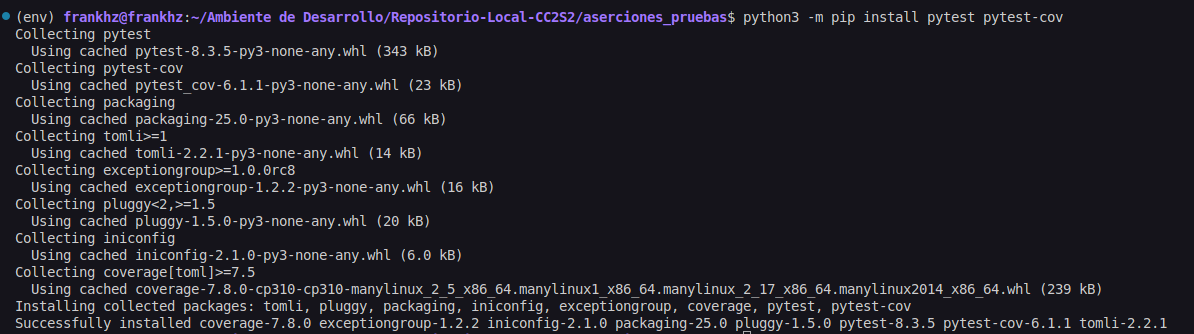 (env) frankhz@frankhz:~/Ambiente de Desarrollo/Repositorio-Local-CC2S2/aserciones_pruebas$ python3 -m pip install pytest pytest-cov
Collecting pytest
  Using cached pytest-8.3.5-py3-none-any.whl (343 kB)
Collecting pytest-cov
  Using cached pytest_cov-6.1.1-py3-none-any.whl (23 kB)
Collecting packaging
  Using cached packaging-25.0-py3-none-any.whl (66 kB)
Collecting tomli>=1
  Using cached tomli-2.2.1-py3-none-any.whl (14 kB)
Collecting exceptiongroup>=1.0.0rc8
  Using cached exceptiongroup-1.2.2-py3-none-any.whl (16 kB)
Collecting pluggy<2,>=1.5
  Using cached pluggy-1.5.0-py3-none-any.whl (20 kB)
Collecting iniconfig
  Using cached iniconfig-2.1.0-py3-none-any.whl (6.0 kB)
Collecting coverage[toml]>=7.5
  Using cached coverage-7.8.0-cp310-cp310-manylinux_2_5_x86_64.manylinux1_x86_64.manylinux_2_17_x86_64.manylinux2014_x86_64.whl (239 kB)
Installing collected packages: tomli, pluggy, packaging, iniconfig, exceptiongroup, coverage, pytest, pytest-cov
Successfully installed coverage-7.8.0 exceptiongroup-1.2.2 iniconfig-2.1.0 packaging-25.0 pluggy-1.5.0 pytest-8.3.5 pytest-cov-6.1.1 tomli-2.2.1